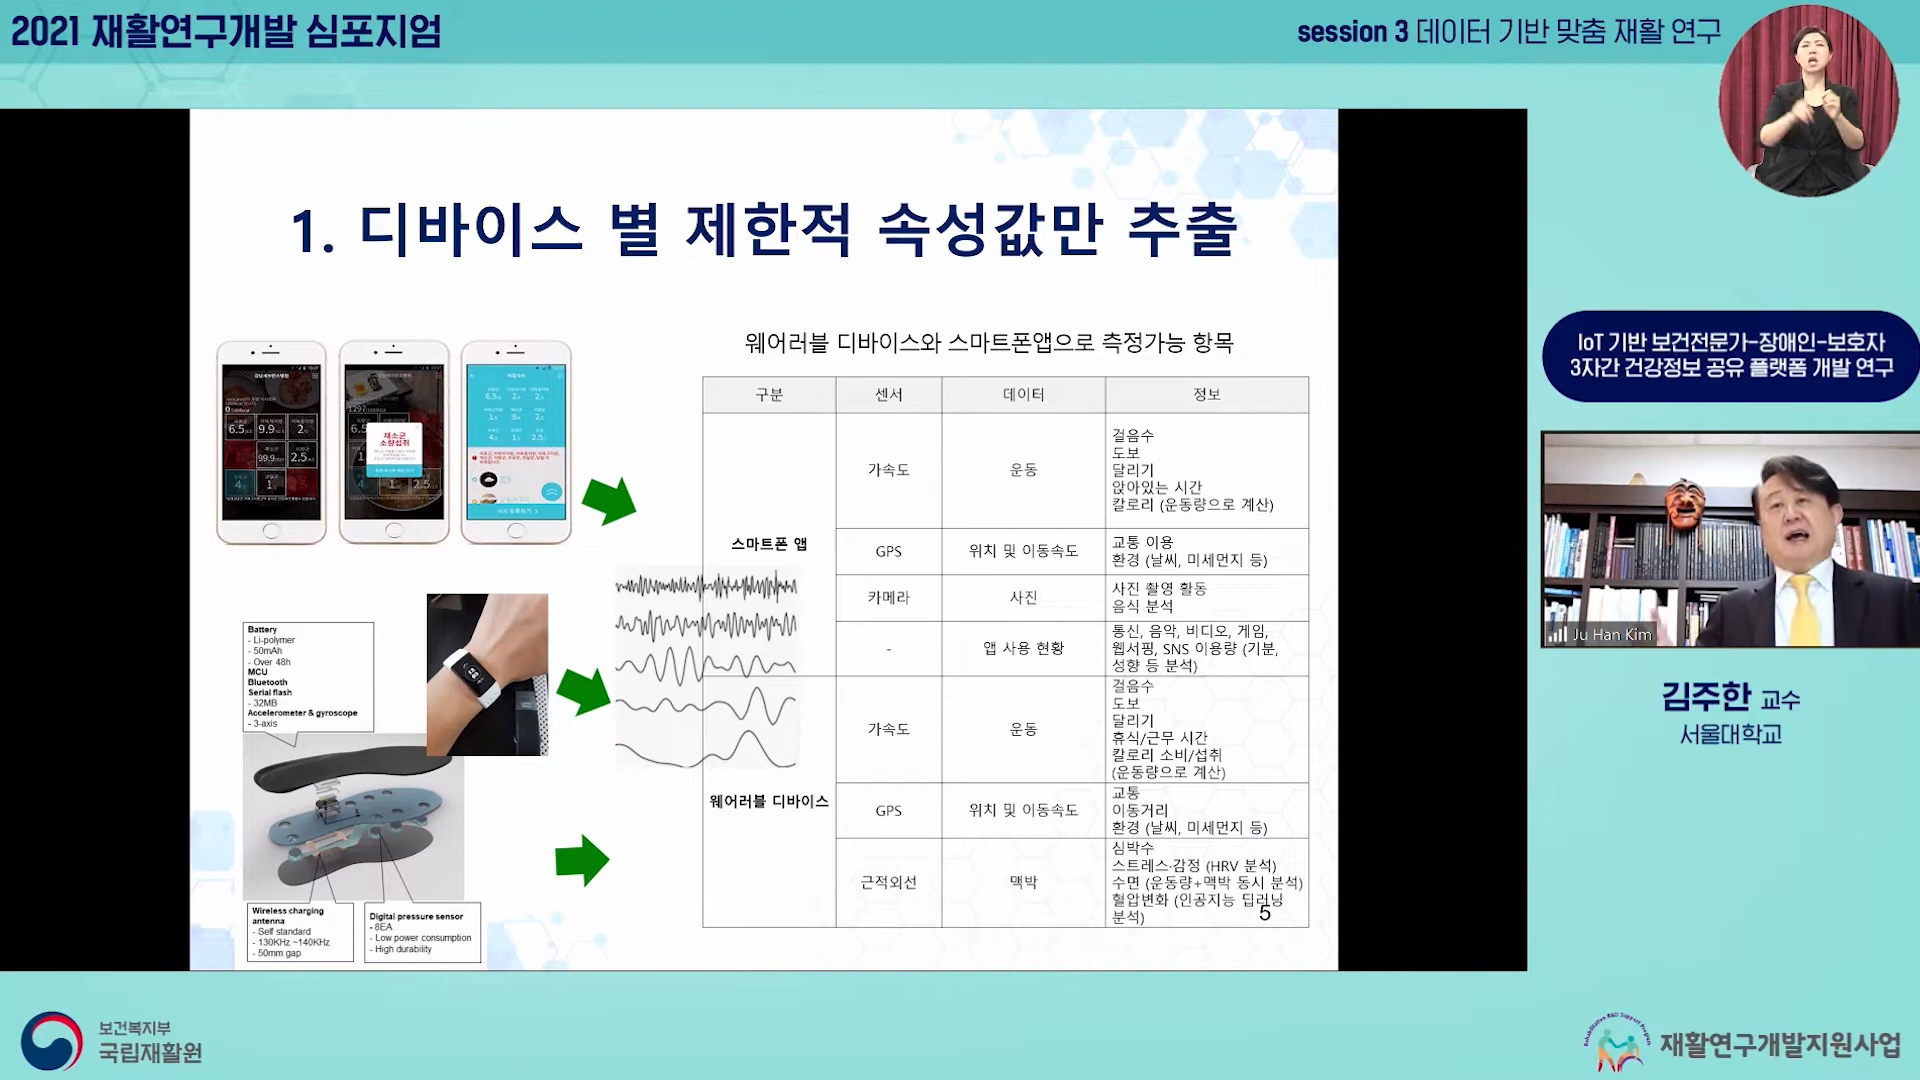 2021 재활연구개발 심포지엄
session 3 데이터 기반 맞춤 재활 연구
1. 디바이스 별 제한적 속성값만 추출
웨어러블 디바이스와 스마트폰앱으로 측정가능 항목
구분
센서
데이터
정보
스마트폰 앱
가속도
운동
걸음수
도보
달리기
앉아있는 시간
칼로리 (운동량으로 계산)
GPS
위치 및 이동속도
교통 이용
환경 (날씨, 미세먼지 등)
카메라
사진
사진 촬영 활동
음식 분석
-
앱 사용 현황
통신, 음악, 비디오, 게임,
웹서핑, SNS 이용량 (기분,
성향 등 분석)
웨어러블 디바이스
가속도
운동
걸음수
도보
달리기
휴식/근무 시간
칼로리 소비/섭취
(운동량으로 계산)
GPS
위치 및 이동속도
교통
이동거리
환경 (날씨, 미세먼지 등)
근적외선
맥박
심박수
스트레스·감정 (HRV 분석)
수면 (운동량+맥박 동시 분석)
혈압변화 (인공지능 딥러닝
분석)
5
채소군
소량섭취
Battery
- Li-polymer
- 50mAh
- Over 48h
MCU
Bluetooth
Serial flash
- 32MB
Accelerometer & gyroscope
- 3-axis
Wireless charging
antenna
- Self standard
- 130KHz ~140KHz
- 50mm gap
Digital pressure sensor
- 8EA
- Low power consumption
- High durability
IoT 기반 보건전문가-장애인-보호자
3자간 건강정보 공유 플랫폼 개발 연구
Ju Han Kim
김주한 교수
서울대학교
보건복지부
국립재활원
Rehabilitation R&D Support Program
재활연구개발지원사업